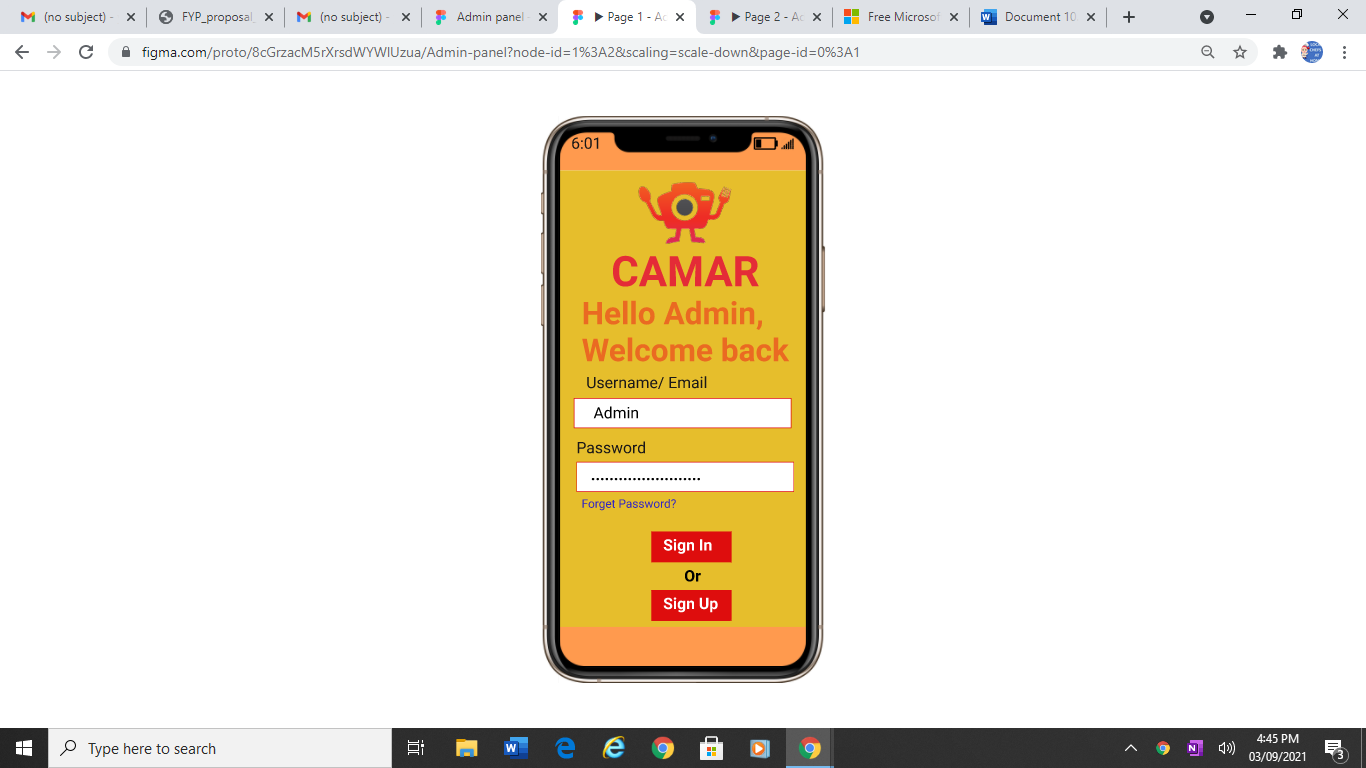 (no subject) -
FYP_proposal
(no subject) -
Admin panel -
Page 1 - Ad
Page 2 - Ad
Free Microsof
Document 10
figma.com/proto/8cGrzacM5rXrsdWYWlUzua/Admin-panel?node-id=1%3A2&scaling=scale-down&page-id=0%3A1
6:01
CAMAR
Hello Admin,
Welcome back
Username/ Email
Admin
Password
........................
Forget Password?
Sign In
Or
Sign Up
Type here to search
4:45 PM
03/09/2021
3